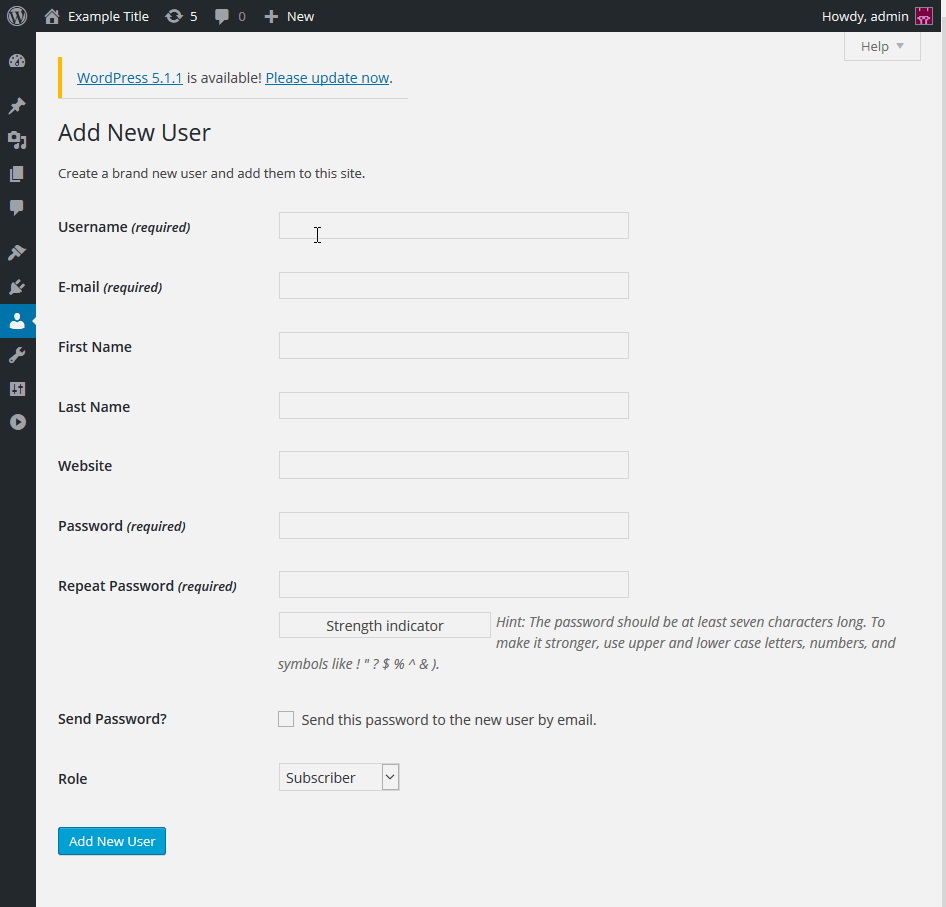 Example Title 5 0 New Howdy, admin
Help
WordPress 5.1.1 is available! Please update now.
Add New User
Create a brand new user and add them to this site.
Username (required)
E-mail (required)
First Name
Last Name
Website
Password (required)
Repeat Password (required)
Strength indicator
Hint: The password should be at least seven characters long. To
make it stronger, use upper and lower case letters, numbers, and
symbols like ! " ? $ % ^ & ).
Send Password? Send this password to the new user by email.
Role Subscriber
Add New User